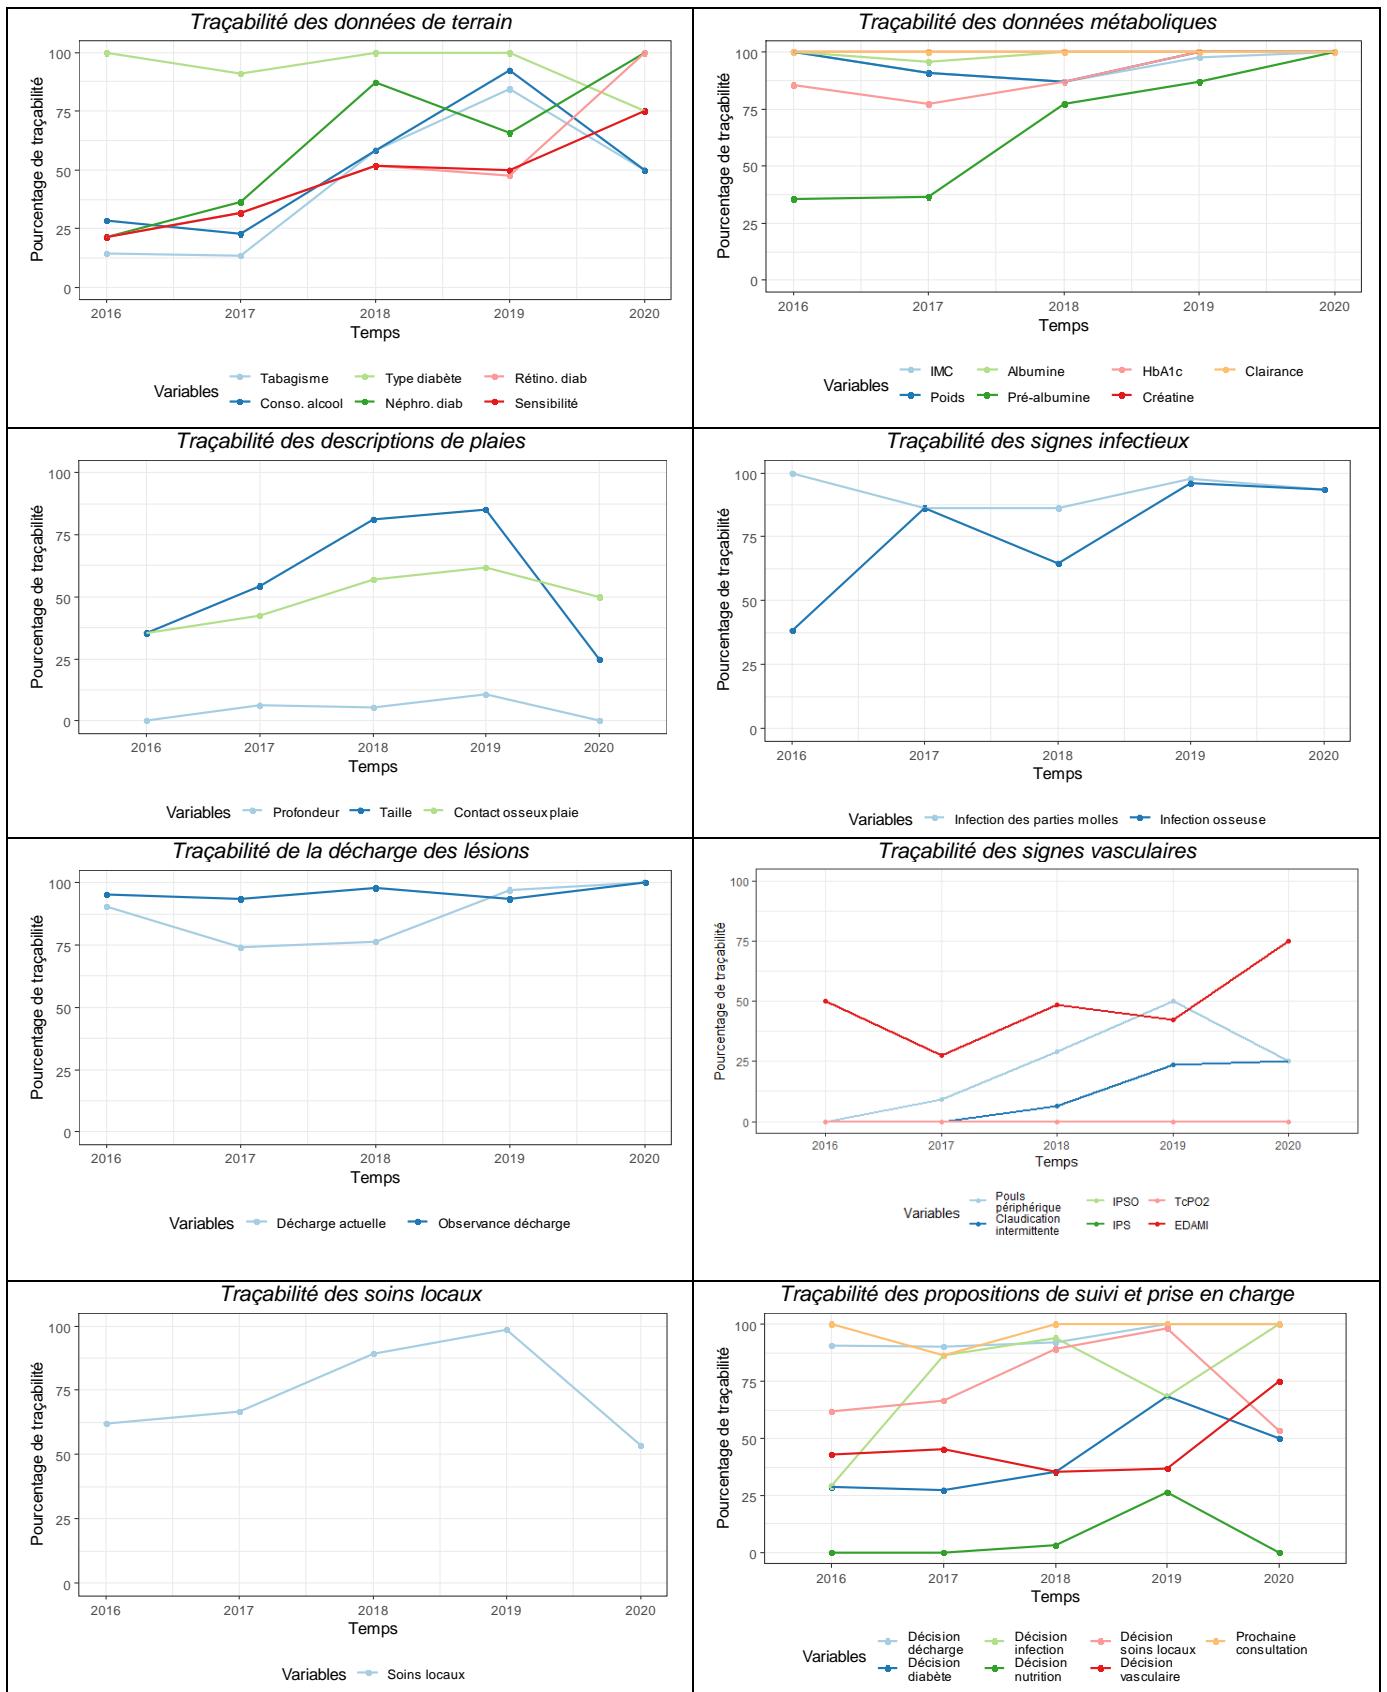 Traçabilité des données de terrain
100
75
50
25
0
Pourcentage de traçabilité
2016 2017 2018 2019 2020
Temps
Variables
Tabagisme Type diabète Rétino. diab
Conso. alcool Néphro. diab Sensibilité
Traçabilité des données métaboliques
100
75
50
25
0
Pourcentage de traçabilité
2016 2017 2018 2019 2020
Temps
Variables
IMC Albumine HbA1c Clairance
Poids Pré-albumine Créatine
Traçabilité des descriptions de plaies
100
75
50
25
0
Pourcentage de traçabilité
2016 2017 2018 2019 2020
Temps
Variables Profondeur Taille Contact osseux plaie
Traçabilité des signes infectieux
100
75
50
25
0
Pourcentage de traçabilité
2016 2017 2018 2019 2020
Temps
Variables Infection des parties molles Infection osseuse
Traçabilité de la décharge des lésions
100
75
50
25
0
Pourcentage de traçabilité
2016 2017 2018 2019 2020
Temps
Variables Décharge actuelle Observance décharge
Traçabilité des signes vasculaires
100
75
50
25
0
Pourcentage de traçabilité
2016 2017 2018 2019 2020
Temps
Variables
Pouls
périphérique
IPSO TcPO2
Claudication
intermittente
IPS EDAMI
Traçabilité des soins locaux
100
75
50
25
0
Pourcentage de traçabilité
2016 2017 2018 2019 2020
Temps
Variables Soins locaux
Traçabilité des propositions de suivi et prise en charge
100
75
50
25
0
Pourcentage de traçabilité
2016 2017 2018 2019 2020
Temps
Variables
Décision Décision Décision Prochaine
décharge infection soins locaux consultation
Décision Décision Décision
diabète nutrition vasculaire